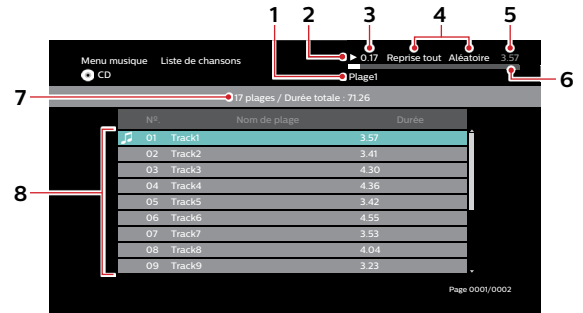 1 2 3 4 5
Menu musique Liste de chansons 0.17 Reprise tout Aléatoire 3.57
CD
Plage1
6
7
17 plages / Durée totale : 71.26
Nº. Nom de plage Durée
01 Track1 3.57
02 Track2 3.41
03 Track3 4.30
04 Track4 4.36
8
05 Track5 3.42
06 Track6 4.55
07 Track7 3.53
08 Track8 4.04
09 Track9 3.23
Page 0001/0002